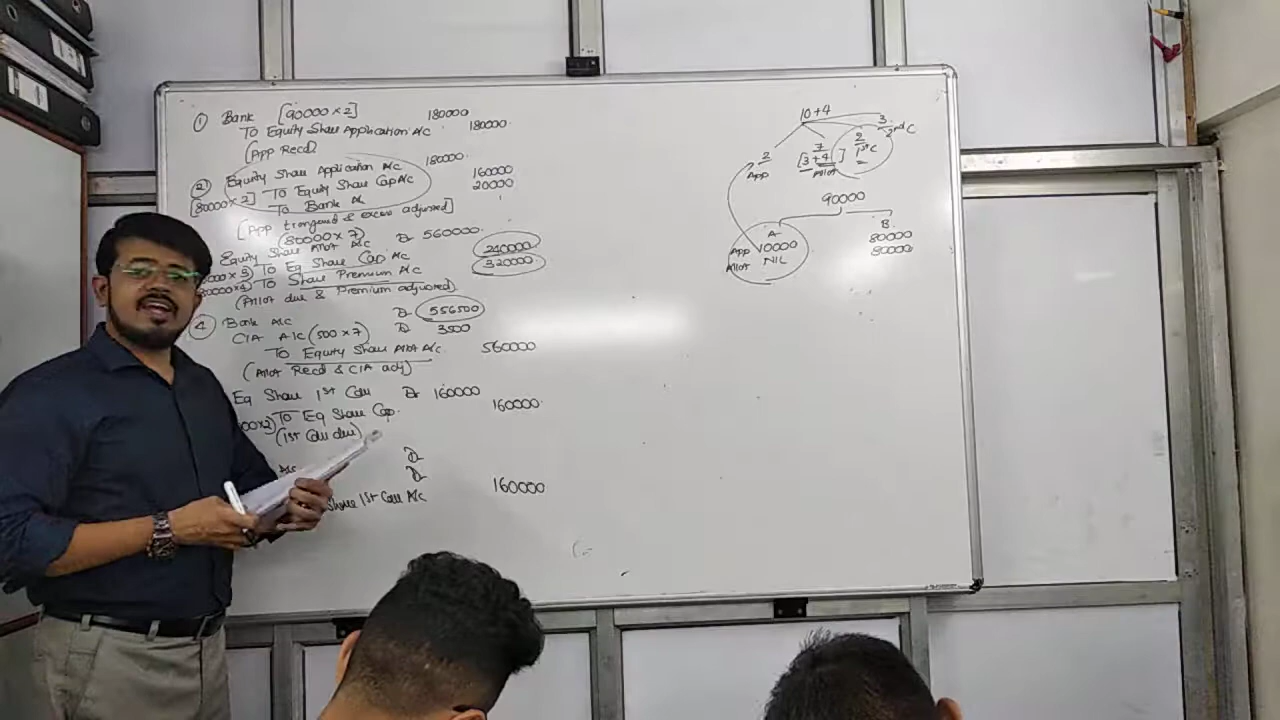 ① Bank [90000 × 2] 180000
To Equity Share Application A/C 180000
(App Recd)
② Equity Share Application A/C 180000
[80000 × 2] To Equity Share Cap A/C 160000
To Bank A/c 20000
[App & excess adjusted]
(80000 × 7)
Equity Share Allot A/C Dr 560000
To Eq Share Cap A/C 240000
To Share Premium A/C 320000
(Allot due & Premium adjusted)
④ Bank A/C Dr 556500
CIA A/C (500 × 7) Dr 3500
To Equity Share Allot A/C 560000
(Allot Recd & CIA adj)
Eq Share 1st Call Dr 160000
To Eq Share Cap. 160000
(1st Call due)
A/C Dr
Dr
Share 1st Call A/C 160000
10+4
2
App
7
[3+4]
Allot
2
1st C
3
2nd C
90000
A B
App 10000 80000
Allot NIL 80000